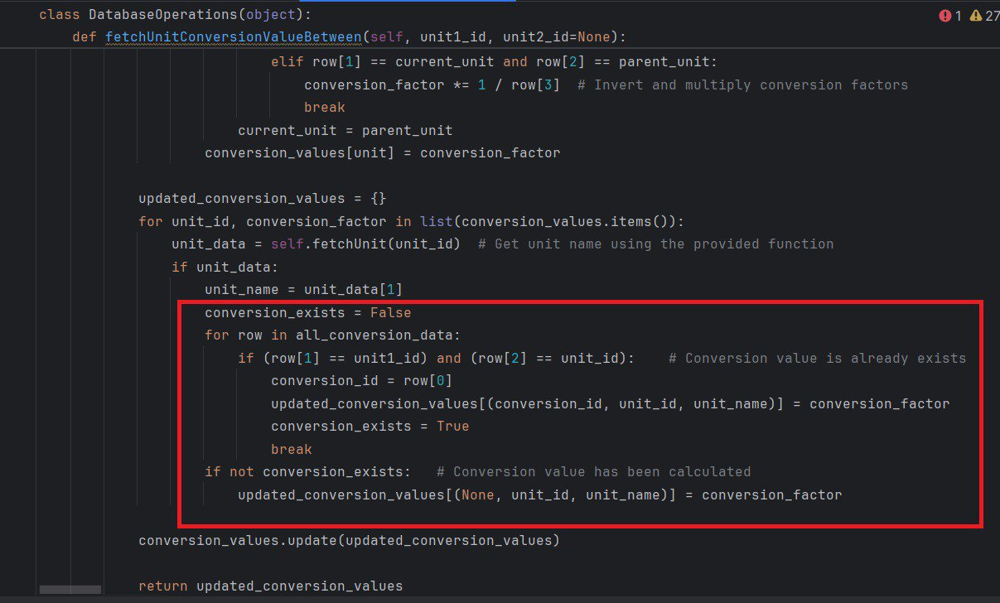 class DatabaseOperations(object):
1 27
def fetchUnitConversionValueBetween(self, unit1_id, unit2_id=None):
elif row[1] == current_unit and row[2] == parent_unit:
conversion_factor *= 1 / row[3]  # Invert and multiply conversion factors
break
current_unit = parent_unit
conversion_values[unit] = conversion_factor
updated_conversion_values = {}
for unit_id, conversion_factor in list(conversion_values.items()):
unit_data = self.fetchUnit(unit_id)  # Get unit name using the provided function
if unit_data:
unit_name = unit_data[1]
conversion_exists = False
for row in all_conversion_data:
if (row[1] == unit1_id) and (row[2] == unit_id):    # Conversion value is already exists
conversion_id = row[0]
updated_conversion_values[(conversion_id, unit_id, unit_name)] = conversion_factor
conversion_exists = True
break
if not conversion_exists:   # Conversion value has been calculated
updated_conversion_values[(None, unit_id, unit_name)] = conversion_factor
conversion_values.update(updated_conversion_values)
return updated_conversion_values